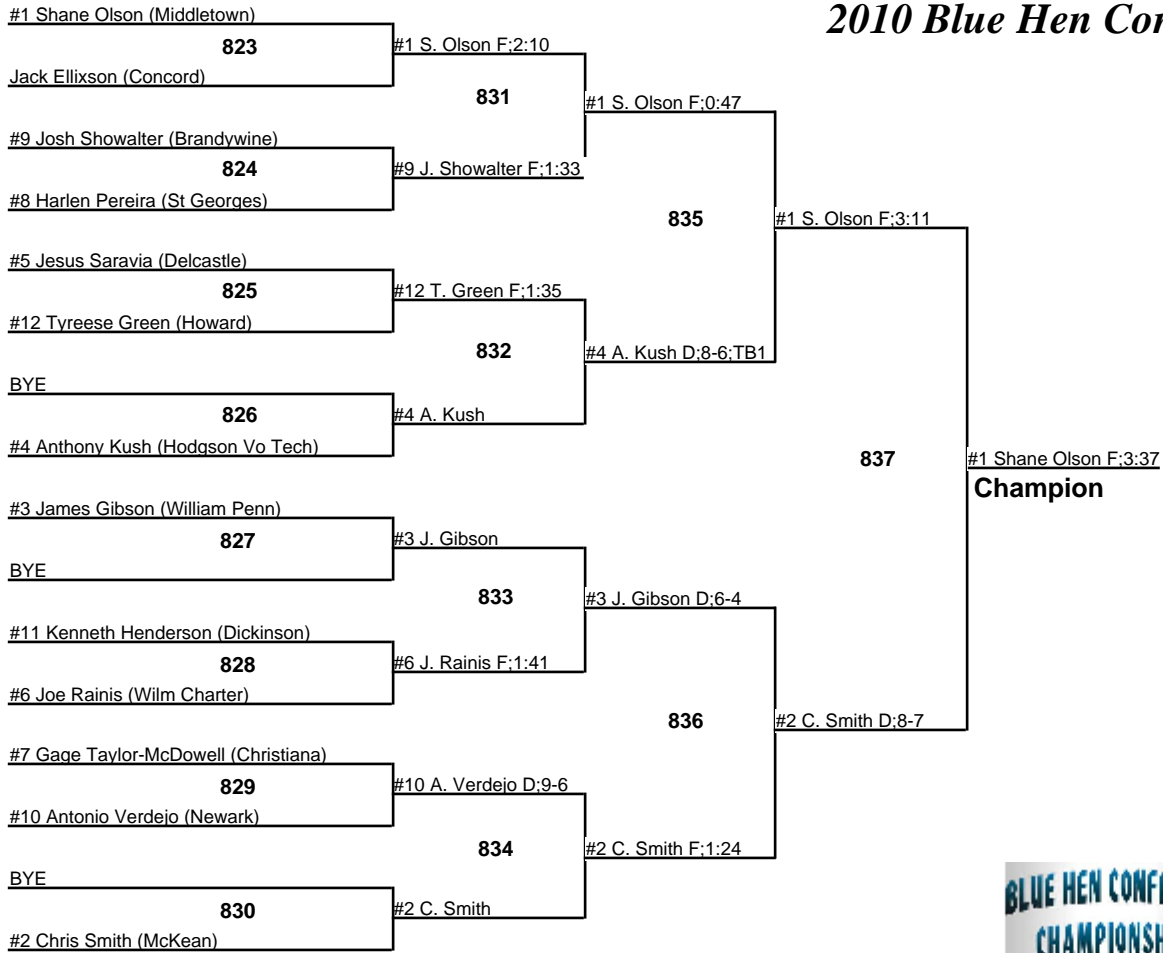 #1 Shane Olson (Middletown)
2010 Blue Hen Con
823
#1 S. Olson F;2:10
Jack Ellixson (Concord)
831
#1 S. Olson F;0:47
#9 Josh Showalter (Brandywine)
824
#9 J. Showalter F;1:33
#8 Harlen Pereira (St Georges)
835
#1 S. Olson F;3:11
#5 Jesus Saravia (Delcastle)
825
#12 T. Green F;1:35
#12 Tyreese Green (Howard)
832
#4 A. Kush D;8-6;TB1
BYE
826
#4 A. Kush
#4 Anthony Kush (Hodgson Vo Tech)
837
#1 Shane Olson F;3:37
Champion
#3 James Gibson (William Penn)
827
#3 J. Gibson
BYE
833
#3 J. Gibson D;6-4
#11 Kenneth Henderson (Dickinson)
828
#6 J. Rainis F;1:41
#6 Joe Rainis (Wilm Charter)
836
#2 C. Smith D;8-7
#7 Gage Taylor-McDowell (Christiana)
829
#10 A. Verdejo D;9-6
#10 Antonio Verdejo (Newark)
834
#2 C. Smith F;1:24
BYE
830
#2 C. Smith
#2 Chris Smith (McKean)
BLUE HEN CONF
CHAMPIONSH